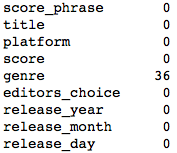 score_phrase 0
title 0
platform 0
score 0
genre 36
editors_choice 0
release_year 0
release_month 0
release_day 0